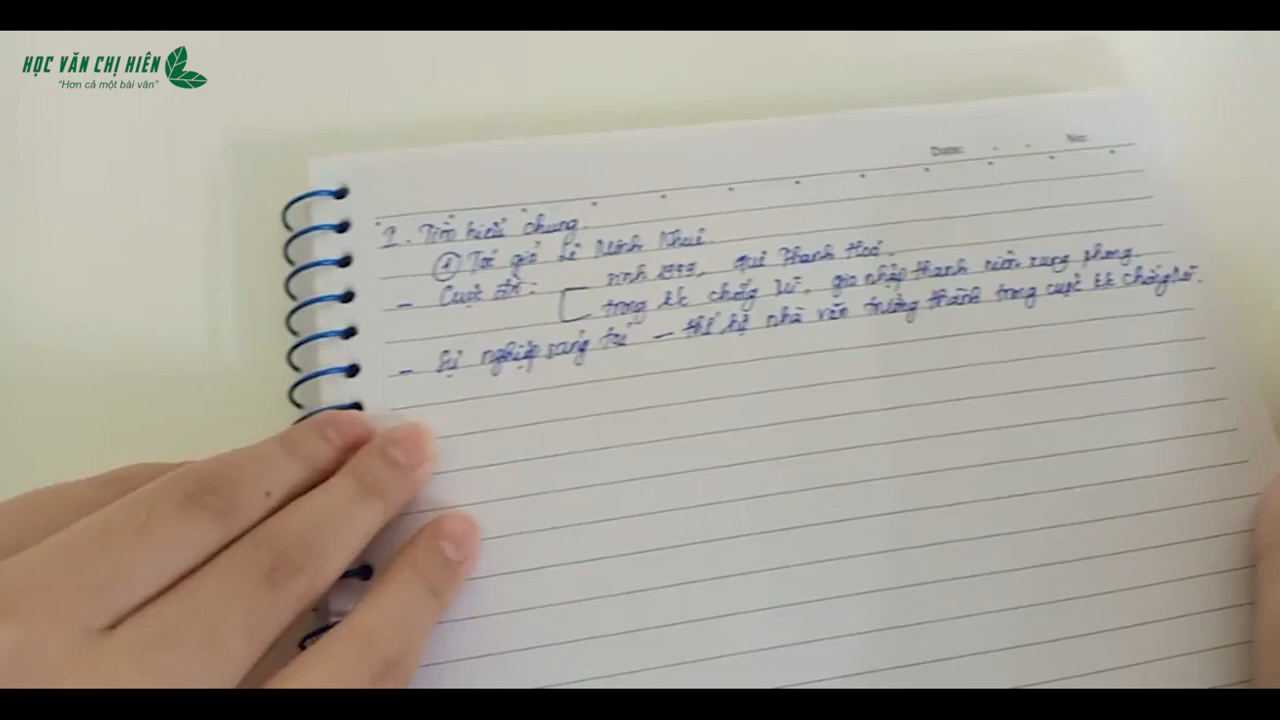 HỌC VĂN CHỊ HIÊN
"Hơn cả một bài văn"
Date: No:
I. Tìm hiểu chung.
① Tác giả Lê Minh Khuê.
- Cuộc đời: sinh quê Thanh Hoá.
trong kc chống Mĩ, gia nhập thanh niên xung phong.
- Sự nghiệp sáng tác - thế hệ nhà văn trưởng thành trong cuộc kc chống Mĩ.